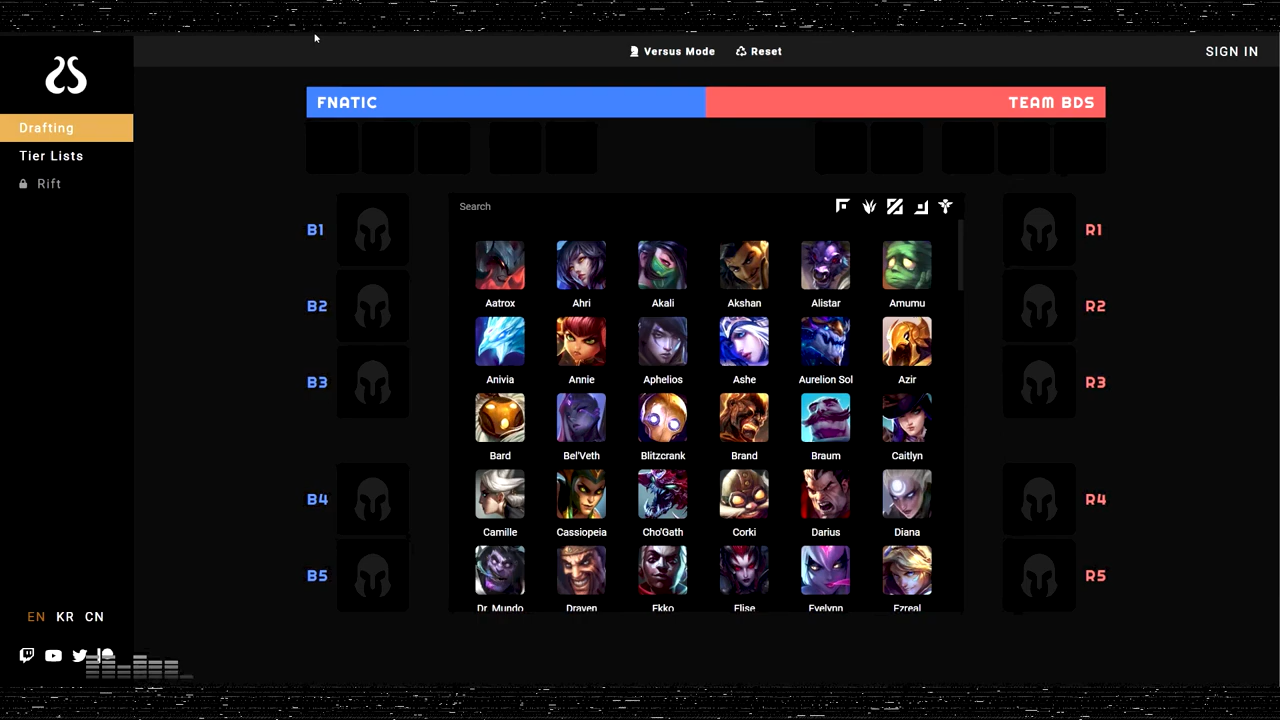 Versus Mode Reset SIGN IN
FNATIC TEAM BDS
Drafting
Tier Lists
Rift
Search
B1 R1
Aatrox Ahri Akali Akshan Alistar Amumu
B2 R2
Anivia Annie Aphelios Ashe Aurelion Sol Azir
B3 R3
Bard Bel'Veth Blitzcrank Brand Braum Caitlyn
B4 R4
Camille Cassiopeia Cho'Gath Corki Darius Diana
B5 R5
Dr. Mundo Draven Ekko Elise Evelynn Ezreal
EN KR CN